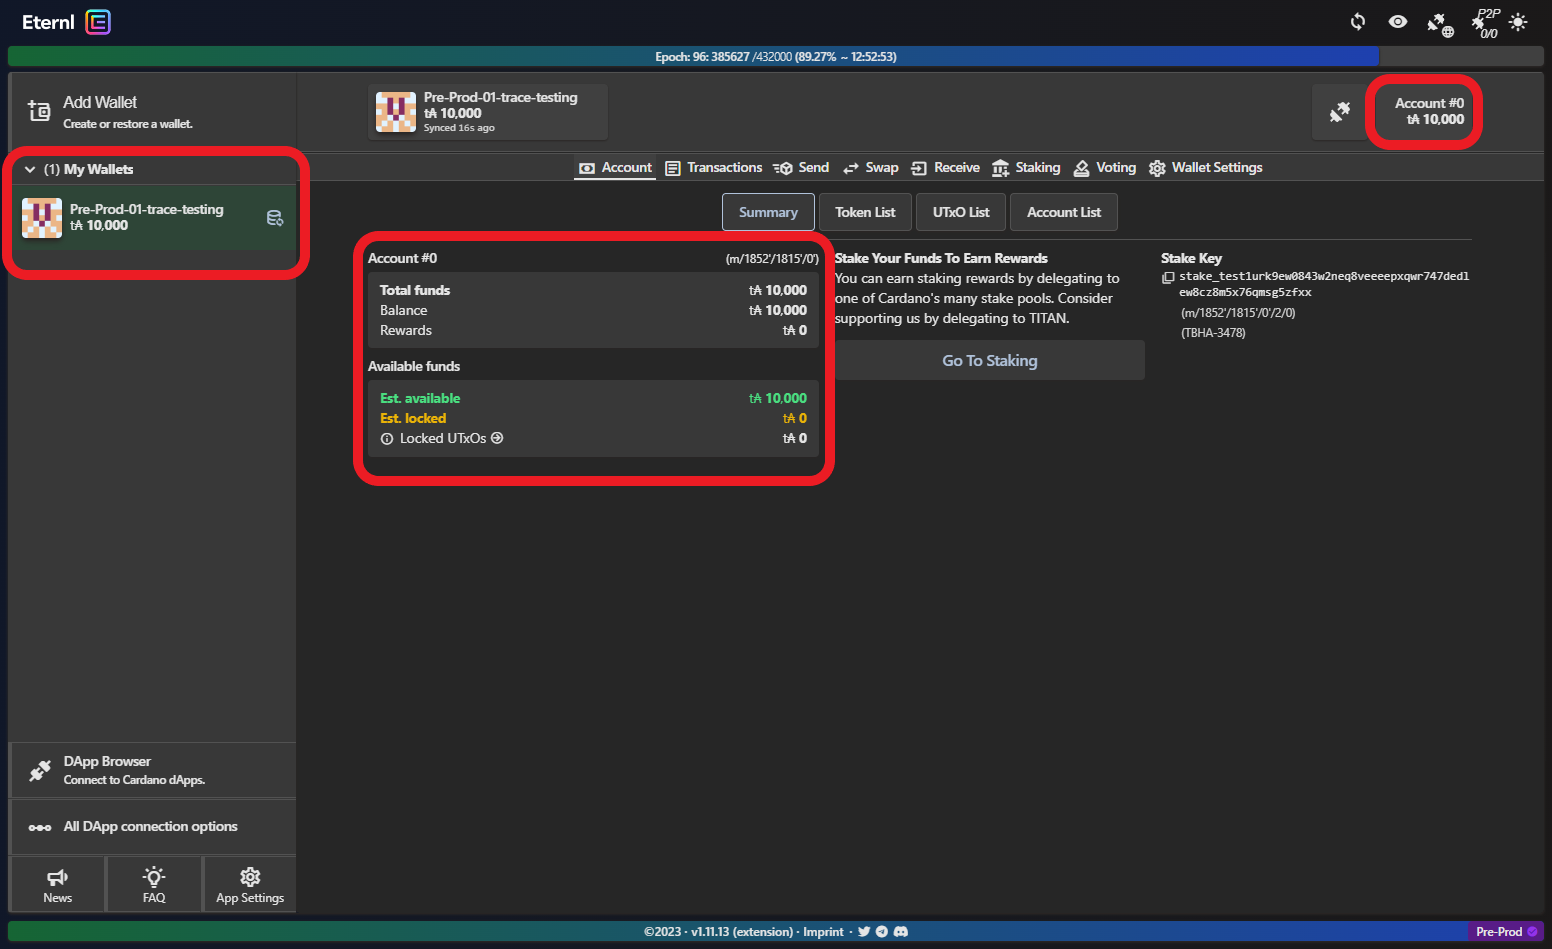 Eternl
P2P
0/0
Epoch: 96: 385627 /432000 (89.27% ~ 12:52:53)
Add Wallet
Create or restore a wallet.
Pre-Prod-01-trace-testing
t₳ 10,000
Synced 16s ago
Account #0
t₳ 10,000
(1) My Wallets
Pre-Prod-01-trace-testing
t₳ 10,000
Account Transactions Send Swap Receive Staking Voting Wallet Settings
Summary Token List UTxO List Account List
Account #0 (m/1852'/1815'/0')
Total funds t₳ 10,000
Balance t₳ 10,000
Rewards t₳ 0
Available funds
Est. available t₳ 10,000
Est. locked t₳ 0
Locked UTxOs t₳ 0
Stake Your Funds To Earn Rewards
You can earn staking rewards by delegating to
one of Cardano's many stake pools. Consider
supporting us by delegating to TITAN.
Go To Staking
Stake Key
stake_test1urk9ew0843w2neq8veeeepxqwr747dedl
ew8cz8m5x76qmsg5zfxx
(m/1852'/1815'/0'/2/0)
(TBHA-3478)
DApp Browser
Connect to Cardano dApps.
All DApp connection options
News FAQ App Settings
©2023 · v1.11.13 (extension) · Imprint ·
Pre-Prod